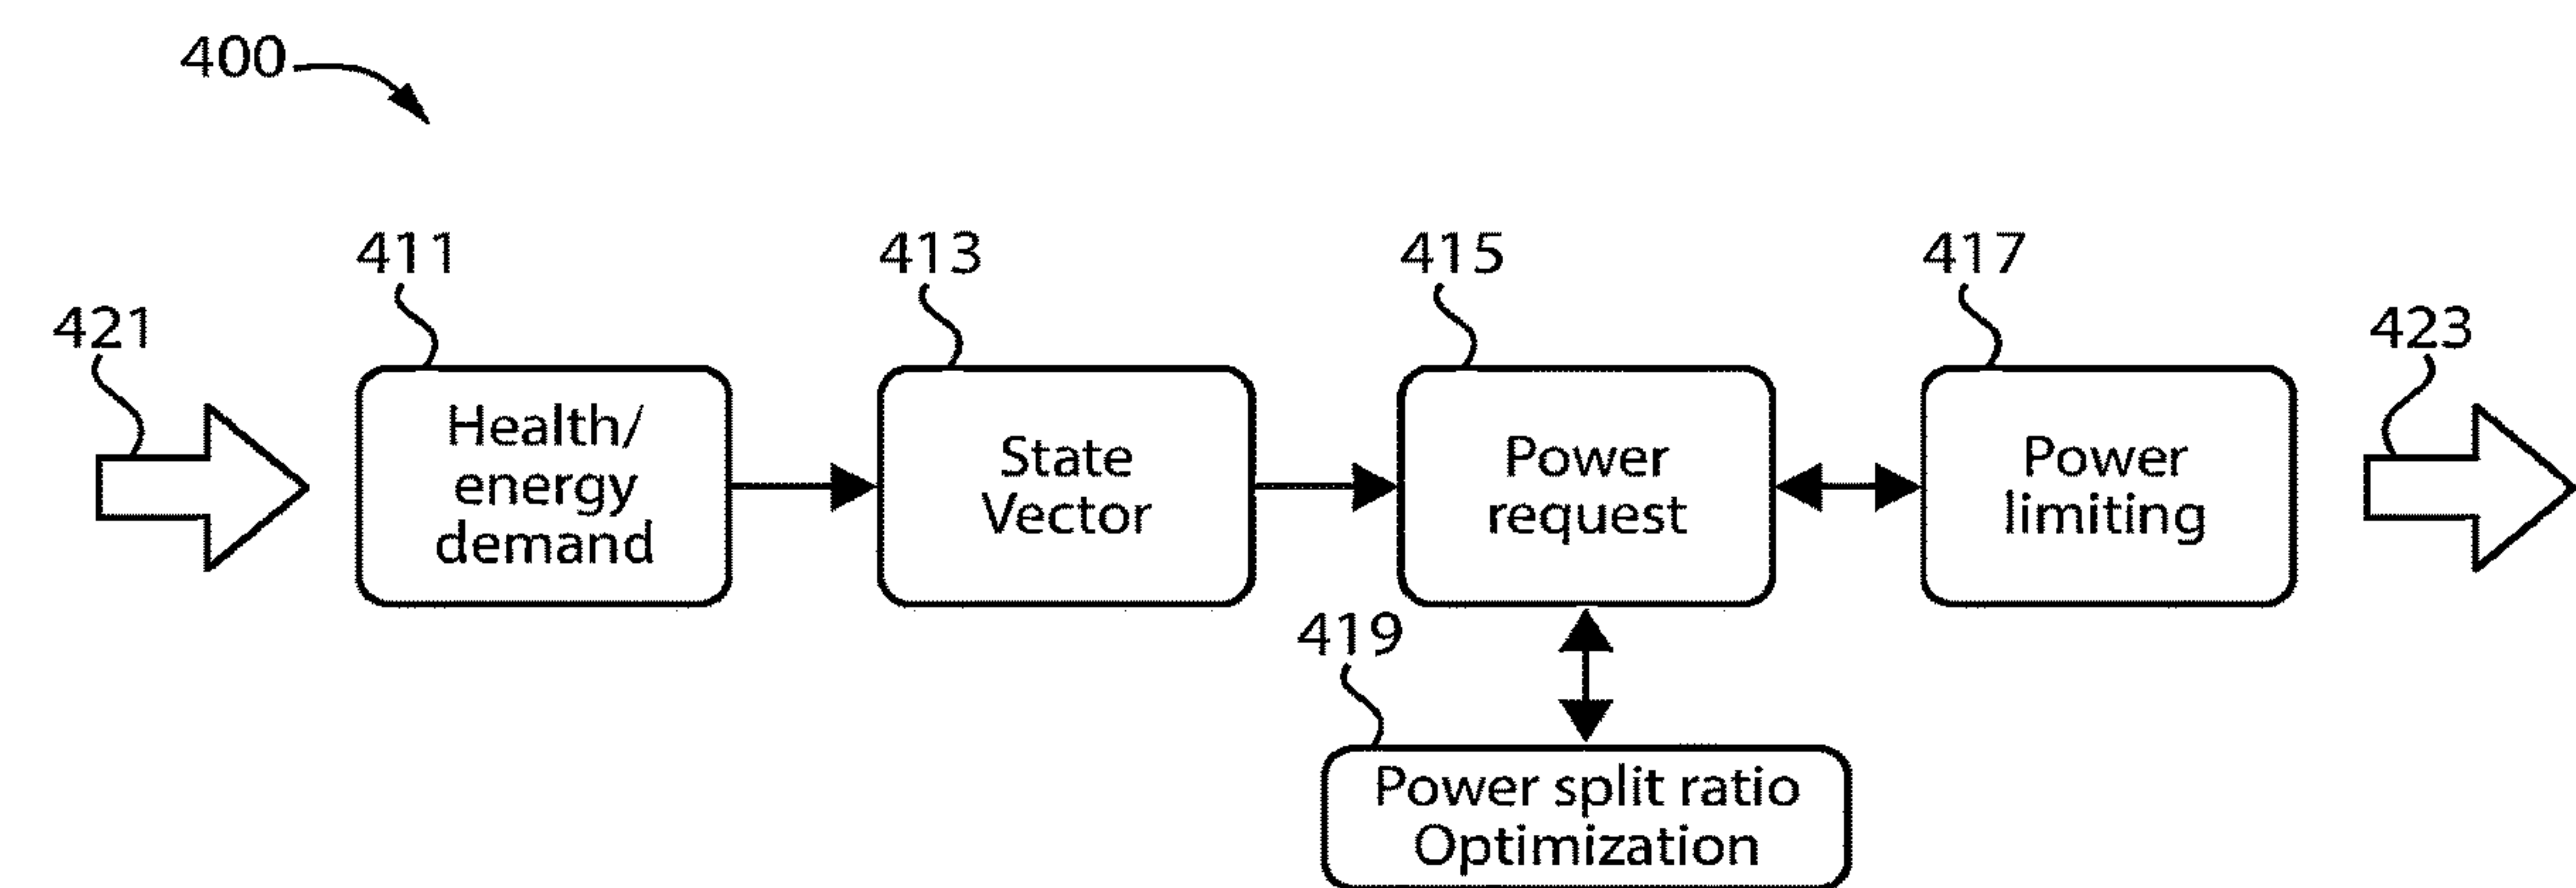 400
411
413
415
417
421
423
Health/
energy
demand
State
Vector
Power
request
Power
limiting
419
Power split ratio
Optimization